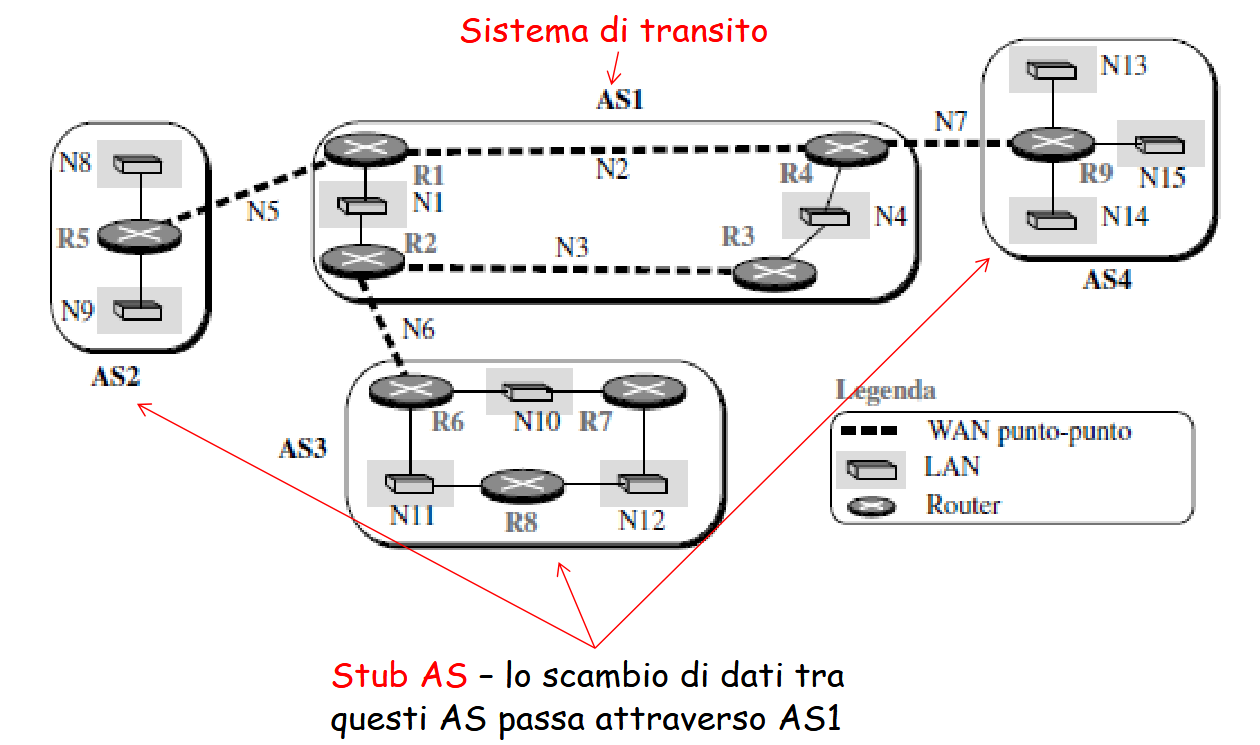 Sistema di transito
AS1
N13
N7
N8
N2
R4
R9
N15
R1
N5
N1
N4
N14
R5
R2
N3
R3
AS4
N9
N6
AS2
Legenda
R6
N10
R7
WAN punto-punto
AS3
LAN
N11
R8
N12
Router
Stub AS – lo scambio di dati tra
questi AS passa attraverso AS1